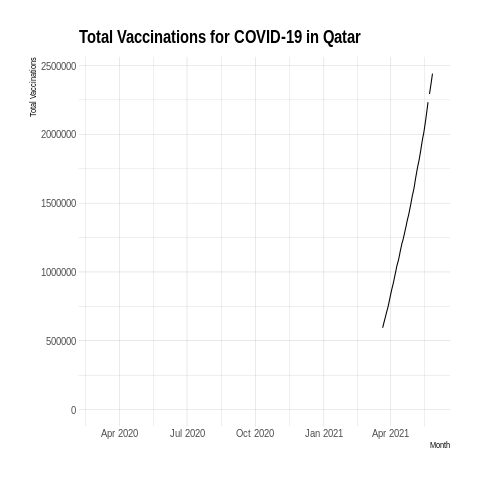 Total Vaccinations for COVID-19 in Qatar
Total Vaccinations
2500000
2000000
1500000
1000000
500000
0
Apr 2020 Jul 2020 Oct 2020 Jan 2021 Apr 2021
Month